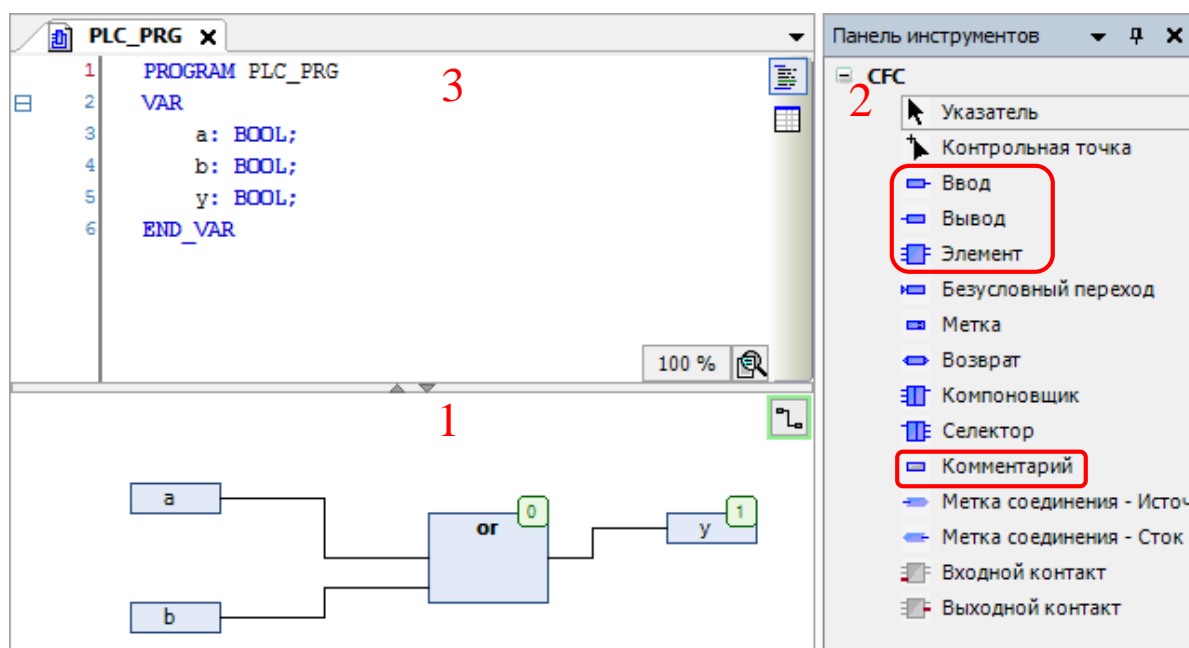 PLC_PRG
1 PROGRAM PLC_PRG
2 VAR
3 a: BOOL;
4 b: BOOL;
5 y: BOOL;
6 END_VAR
3
100 %
1
a
b
or
0
y
1
Панель инструментов
CFC
2
Указатель
Контрольная точка
Ввод
Вывод
Элемент
Безусловный переход
Метка
Возврат
Компоновщик
Селектор
Комментарий
Метка соединения - Источ
Метка соединения - Сток
Входной контакт
Выходной контакт